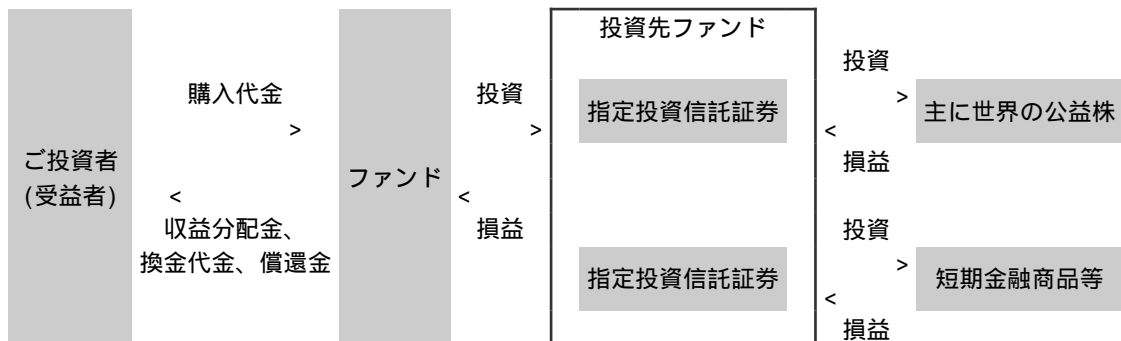 投資先ファンド
投資
購入代金
投資
指定投資信託証券
>
主に世界の公益株
>
>
<
ご投資者
(受益者)
ファンド
損益
<
<
収益分配金、
損益
投資
換金代金、償還金
指定投資信託証券
>
短期金融商品等
<
損益